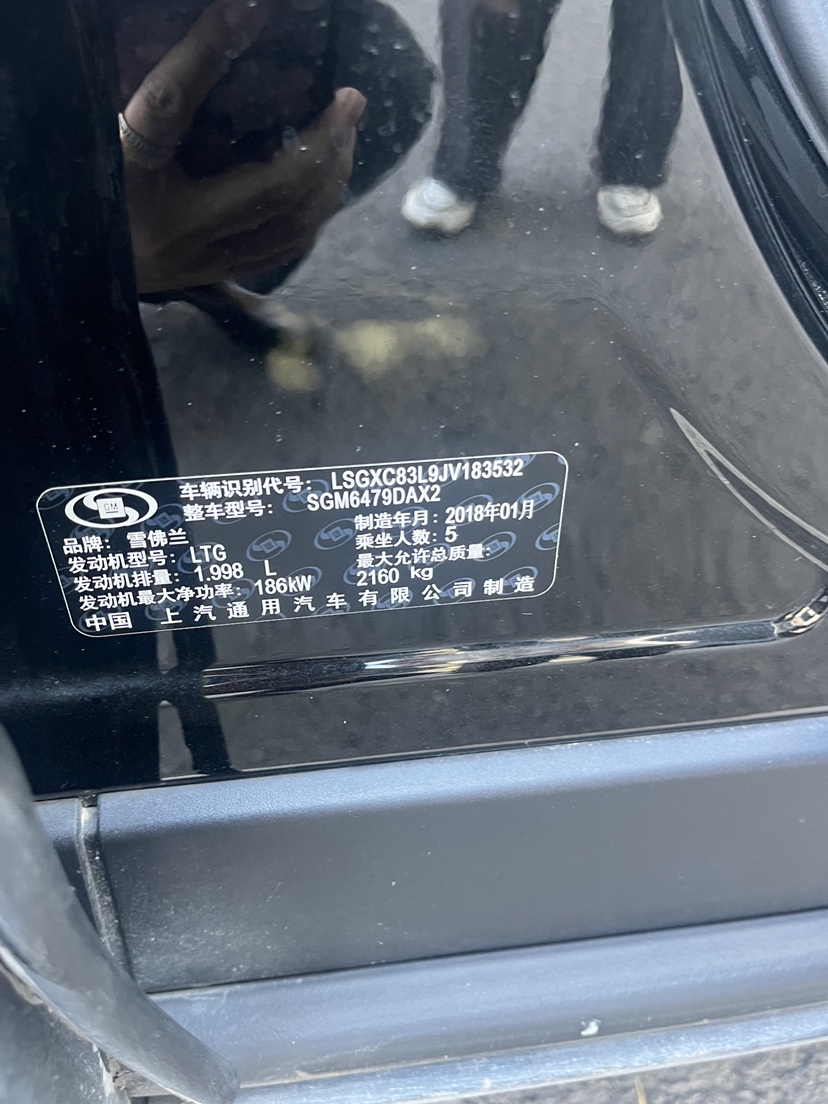 GM
车辆识别代号: LSGXC83L9JV183532
整车型号: SGM6479DAX2
品牌: 雪佛兰 制造年月: 2018年01月
发动机型号: LTG 乘坐人数: 5
发动机排量: 1.998 L 最大允许总质量:
发动机最大净功率: 186kW 2160 kg
中国 上汽通用汽车有限公司制造